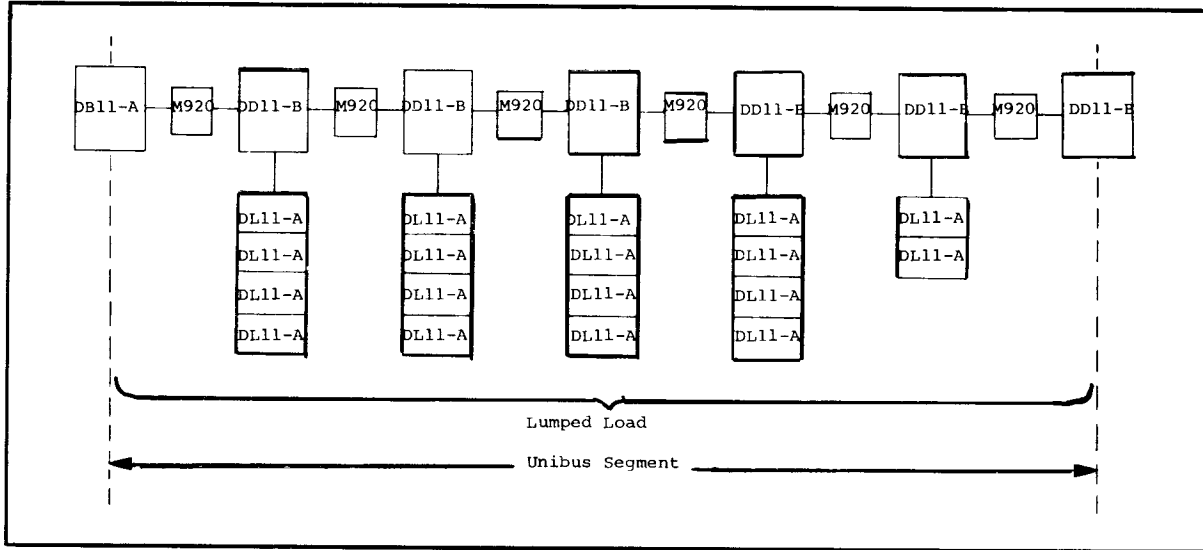 DB11-A M920 DD11-B M920 DD11-B M920 DD11-B M920 DD11-B M920 DD11-B M920 DD11-B
DL11-A DL11-A DL11-A DL11-A DL11-A
DL11-A DL11-A DL11-A DL11-A DL11-A
DL11-A DL11-A DL11-A DL11-A
DL11-A DL11-A DL11-A DL11-A
Lumped Load
Unibus Segment